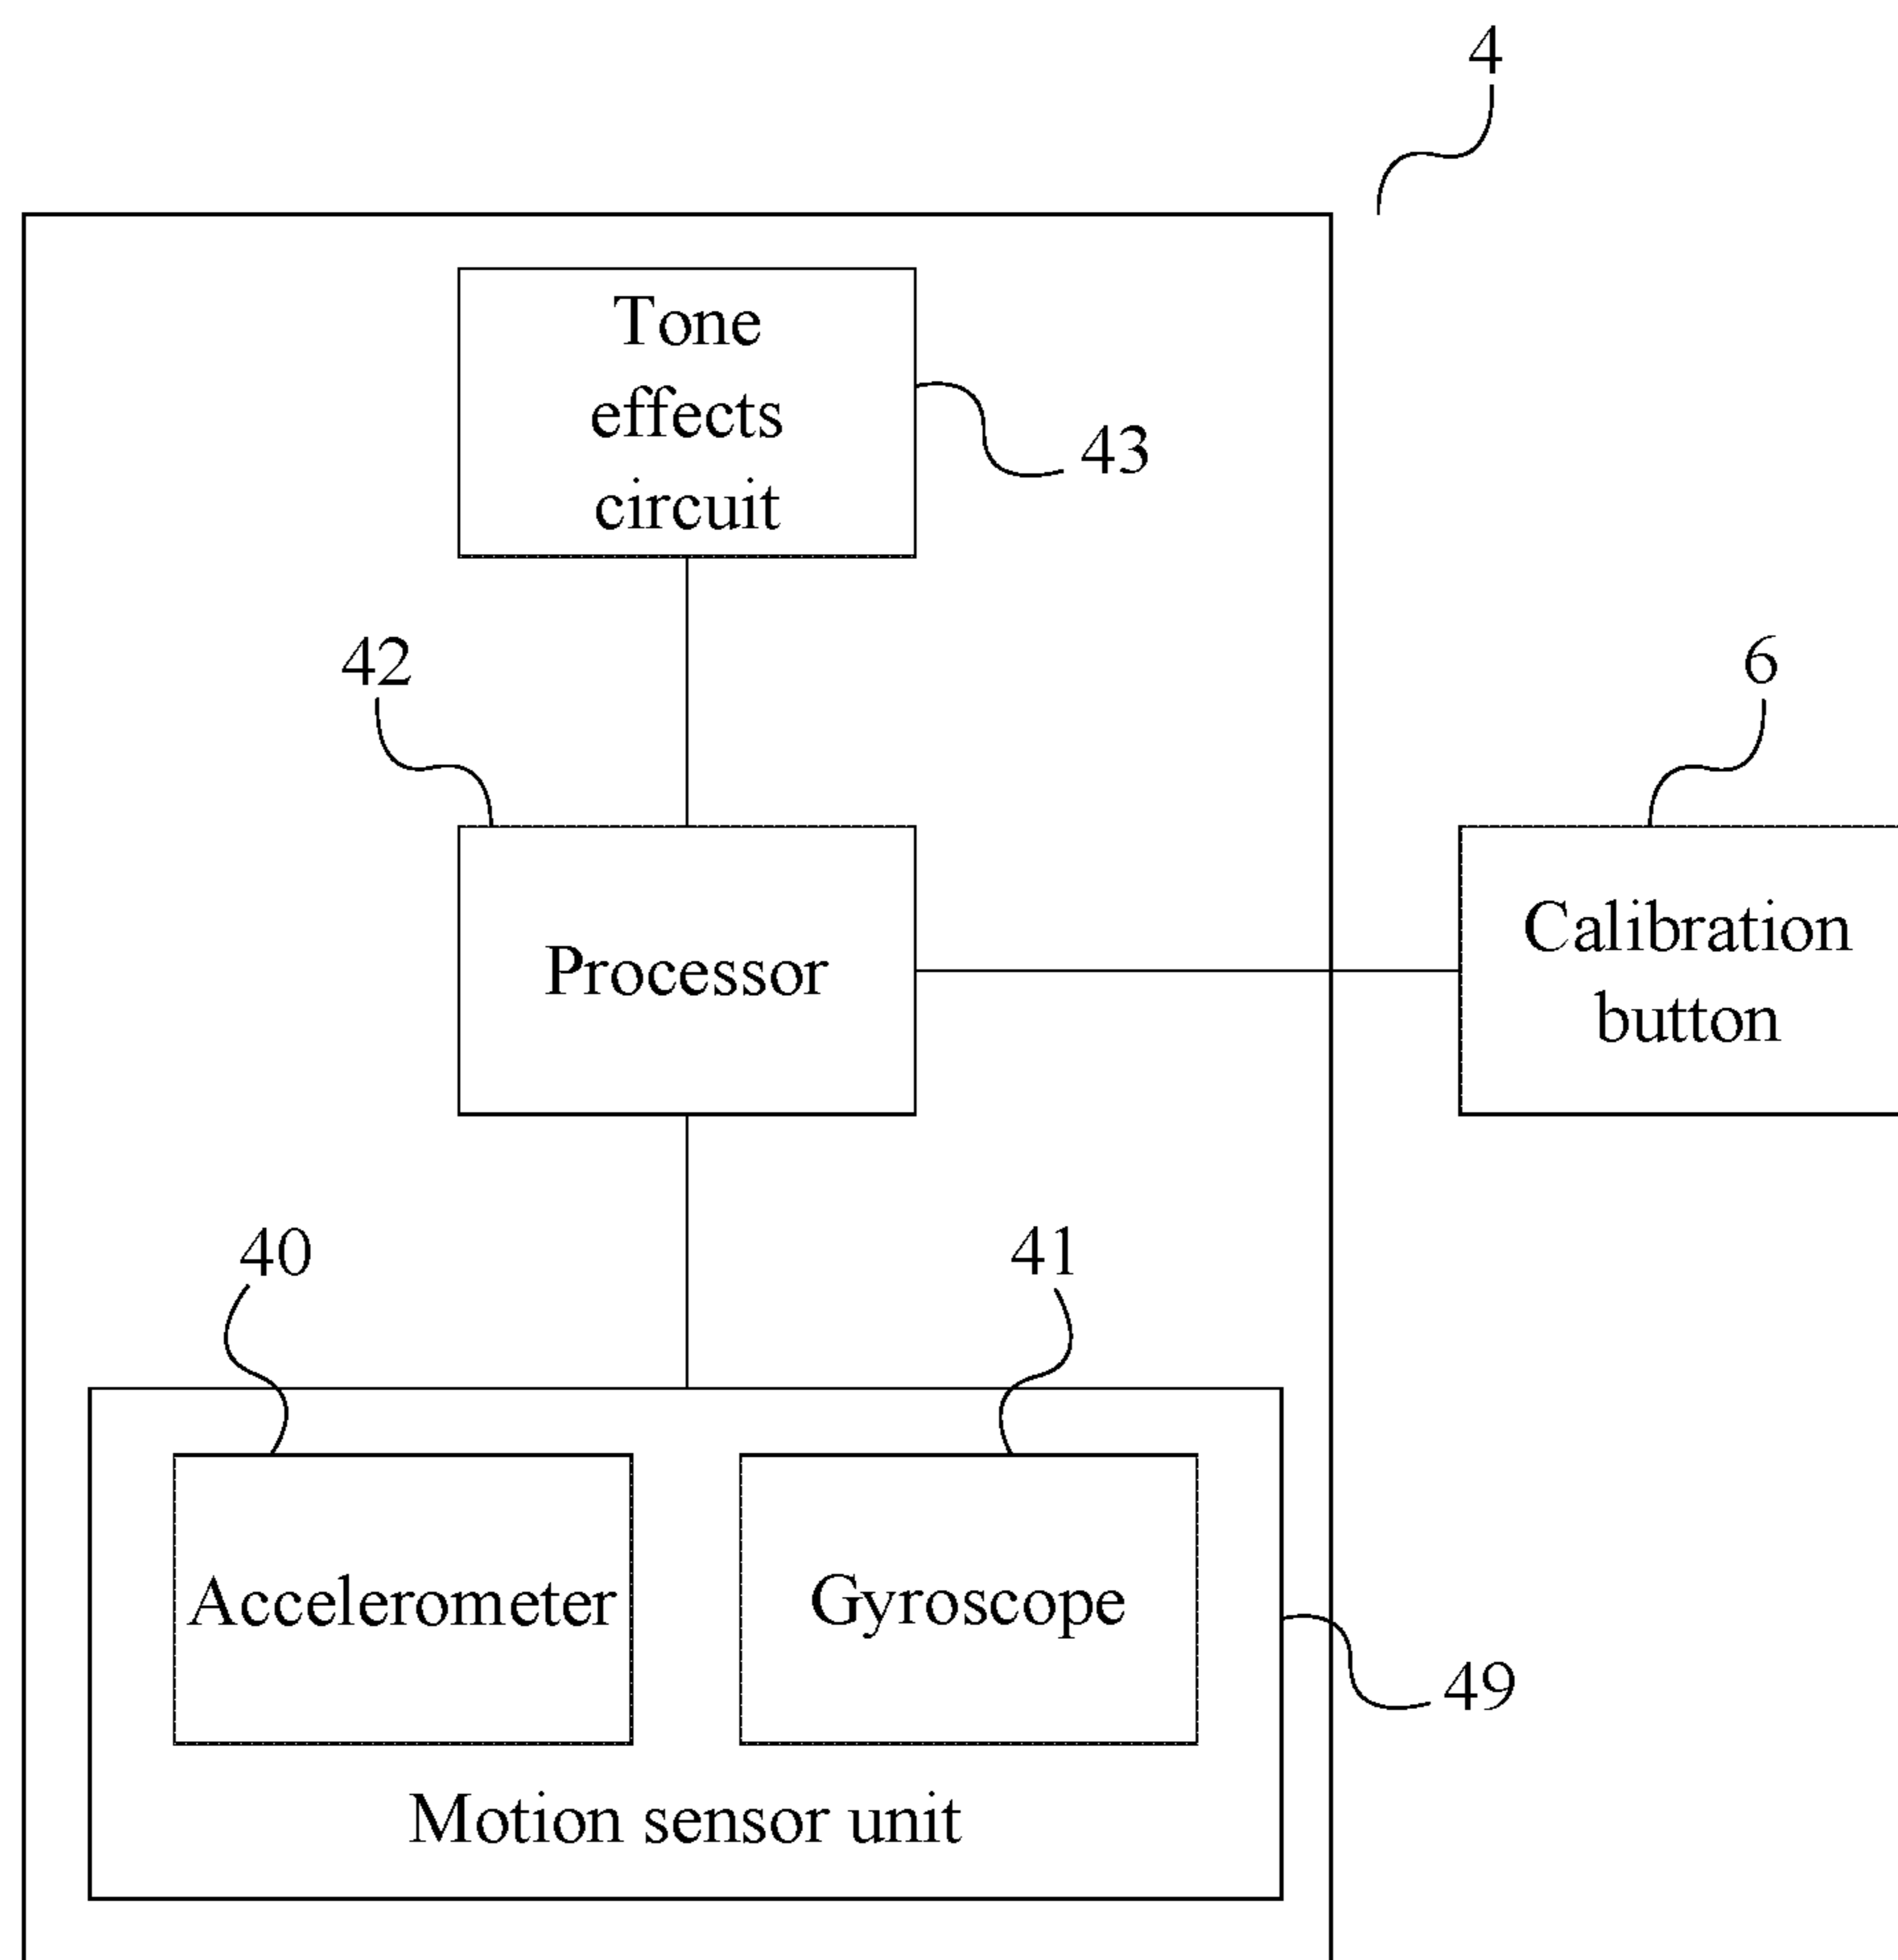 4
Tone
effects
circuit
43
42
6
Processor
Calibration
button
40
41
Accelerometer
Gyroscope
49
Motion sensor unit